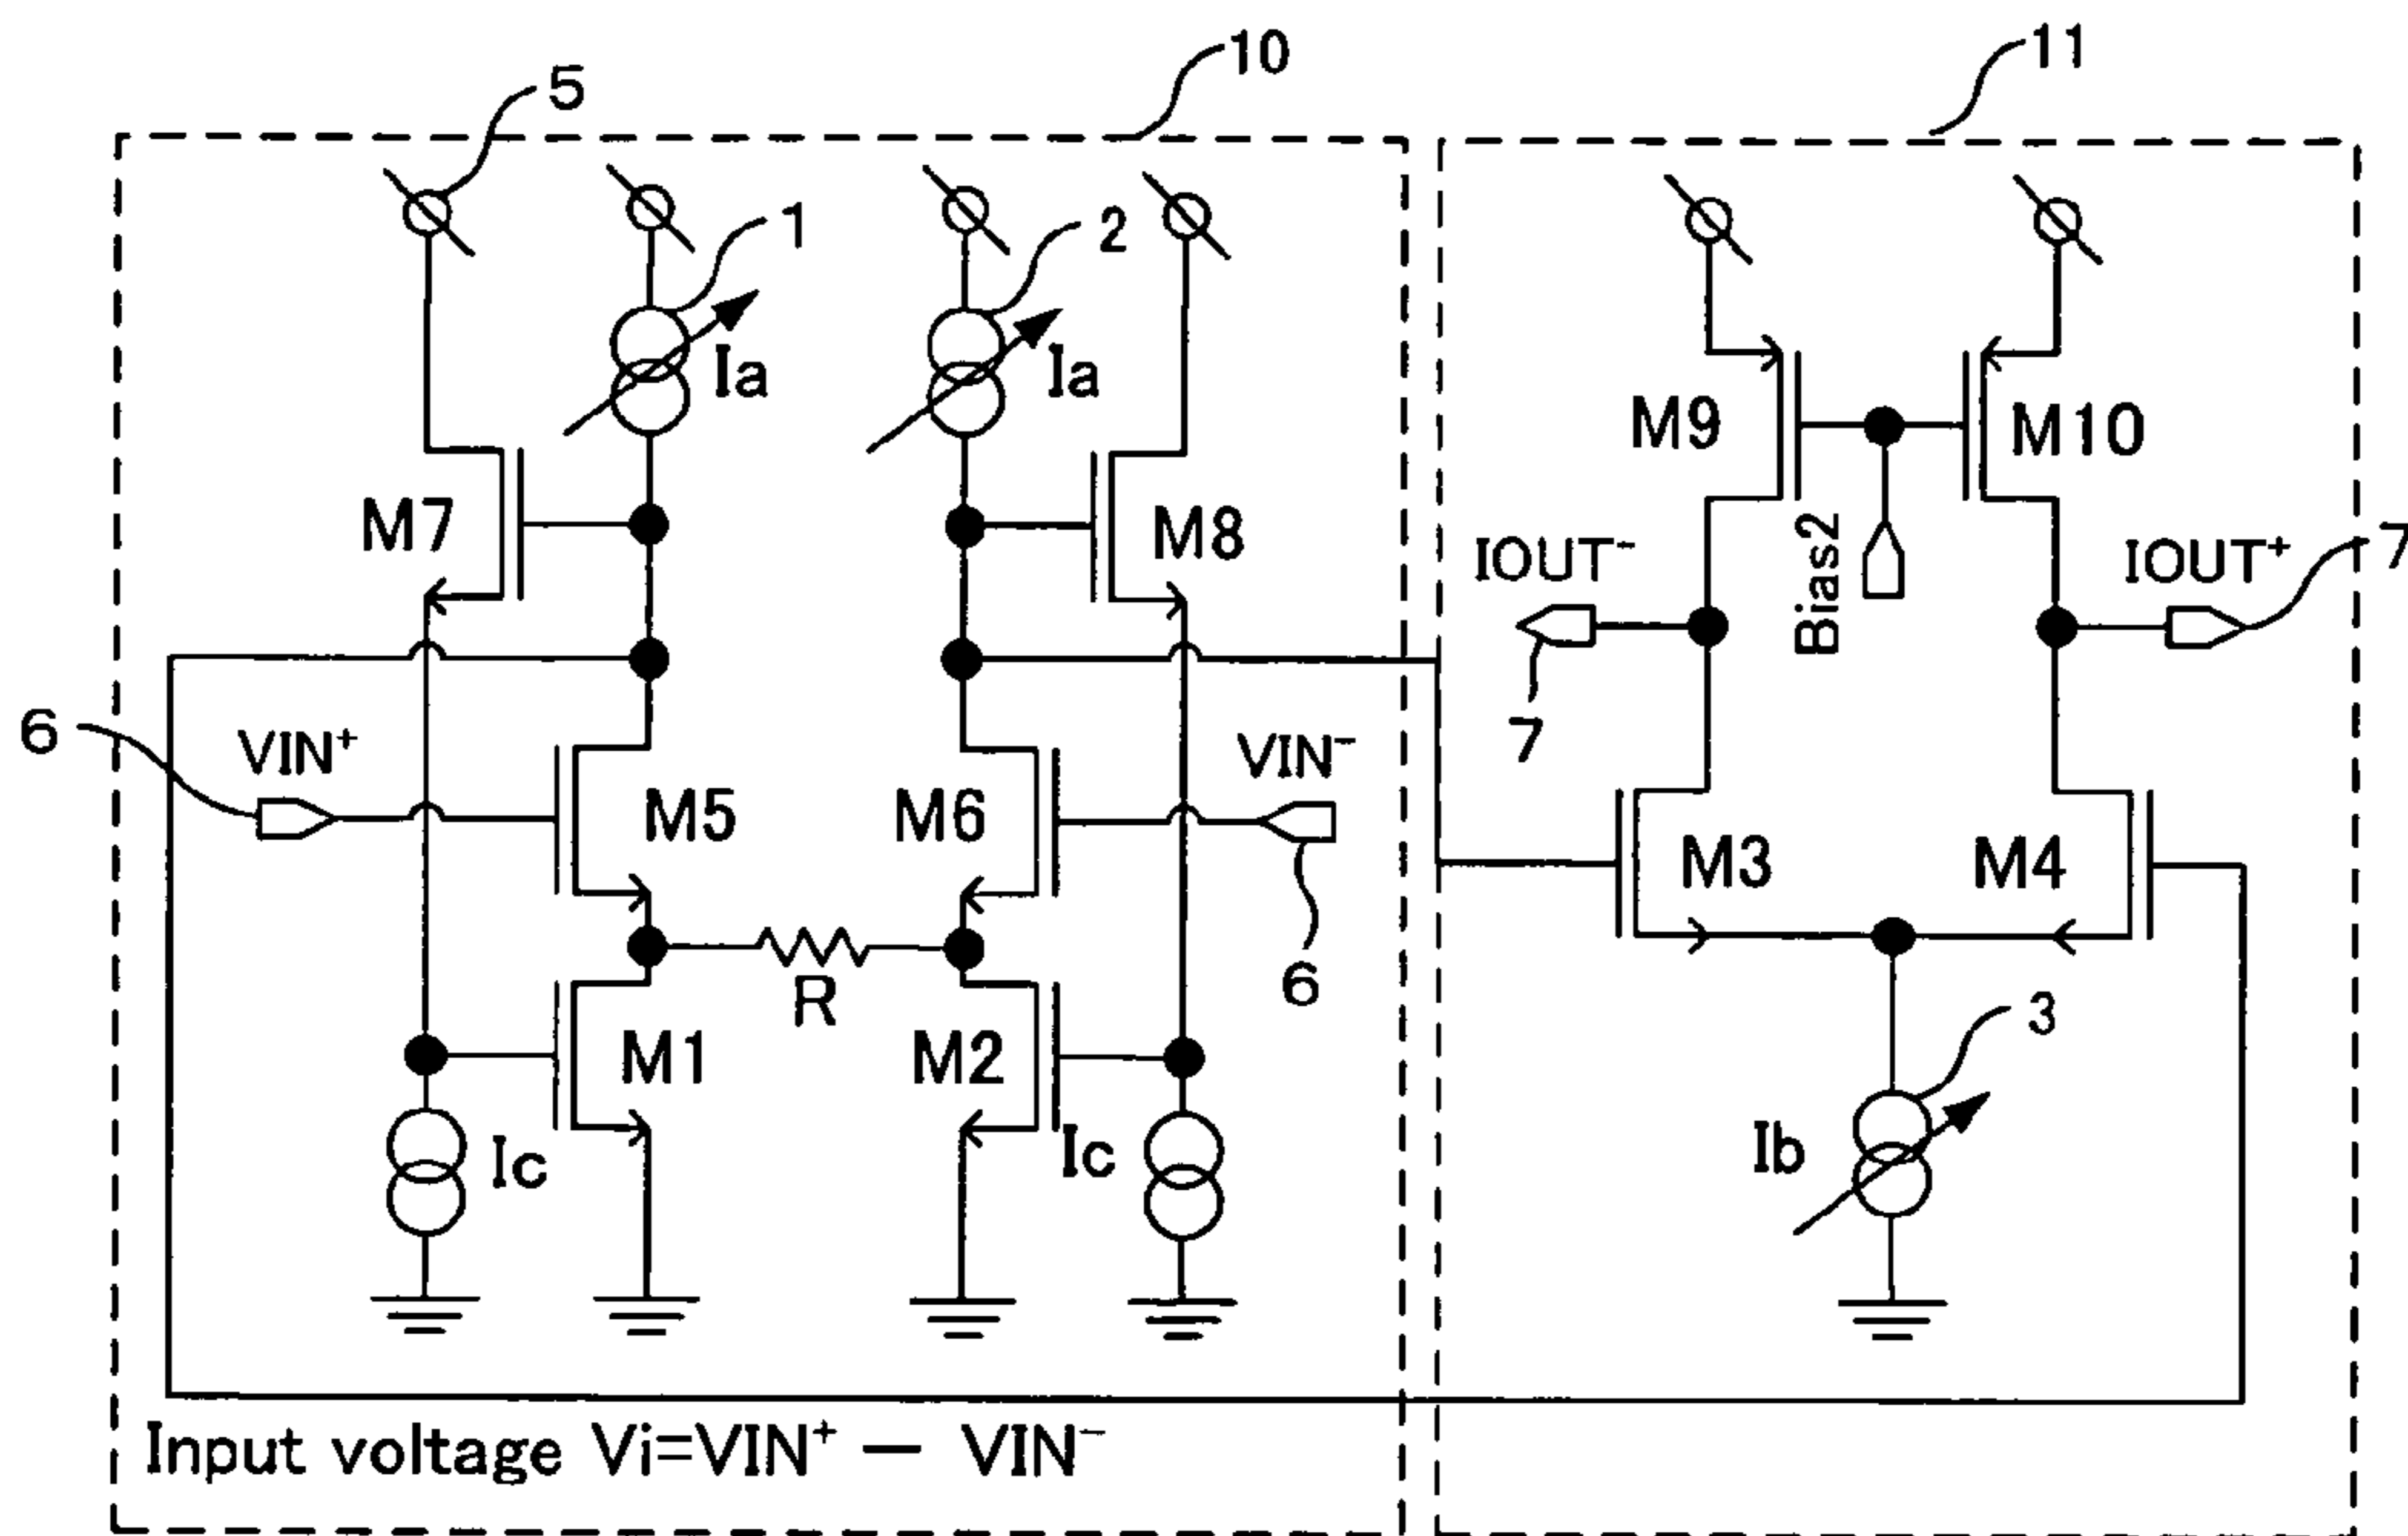 10
11
5
1
2
Ia
Ia
M9
M10
M7
M8
Bias2
IOUT⁻
IOUT⁺
7
7
6
VIN⁺
VIN⁻
M5
M6
M3
M4
6
R
3
M1
M2
Ic
Ic
Ib
Input voltage Vi=VIN⁺ — VIN⁻